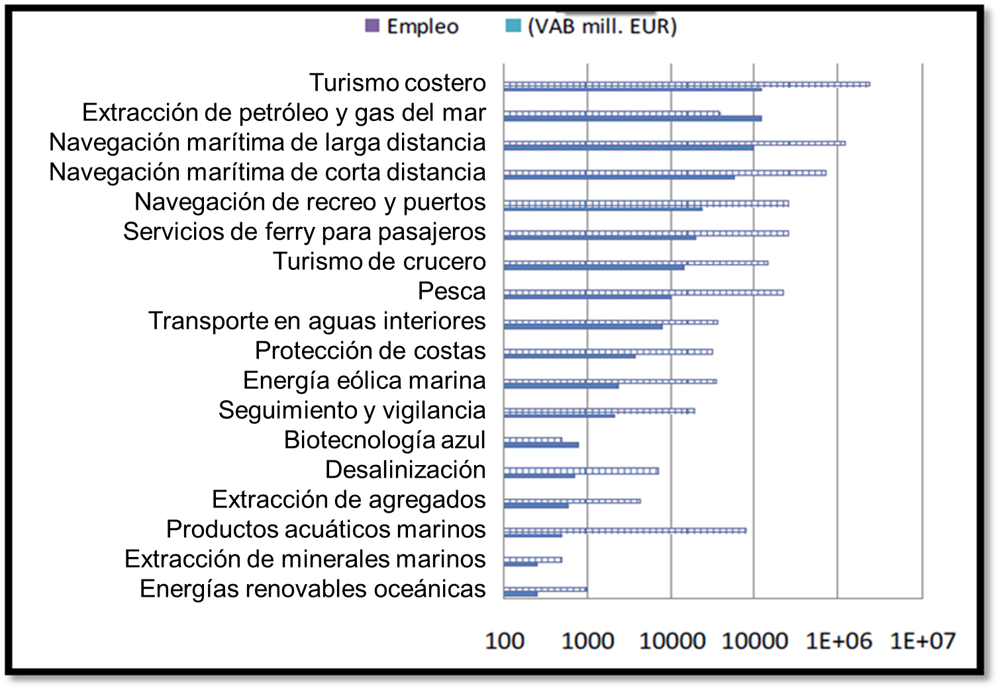 Empleo (VAB mill. EUR)
Turismo costero
Extracción de petróleo y gas del mar
Navegación marítima de larga distancia
Navegación marítima de corta distancia
Navegación de recreo y puertos
Servicios de ferry para pasajeros
Turismo de crucero
Pesca
Transporte en aguas interiores
Protección de costas
Energía eólica marina
Seguimiento y vigilancia
Biotecnología azul
Desalinización
Extracción de agregados
Productos acuáticos marinos
Extracción de minerales marinos
Energías renovables oceánicas
100 1000 10000 10000 1E+06 1E+07